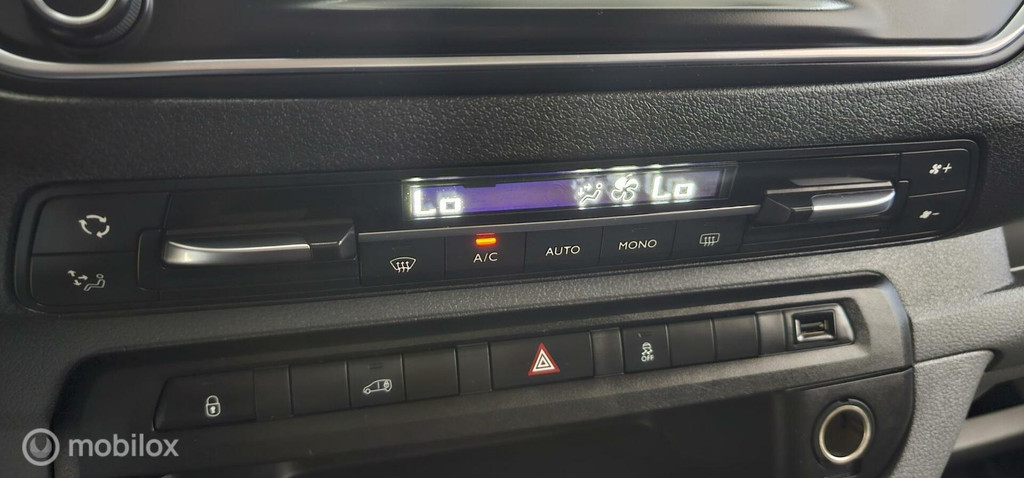 Lo Lo
A/C AUTO MONO
OFF
mobilox